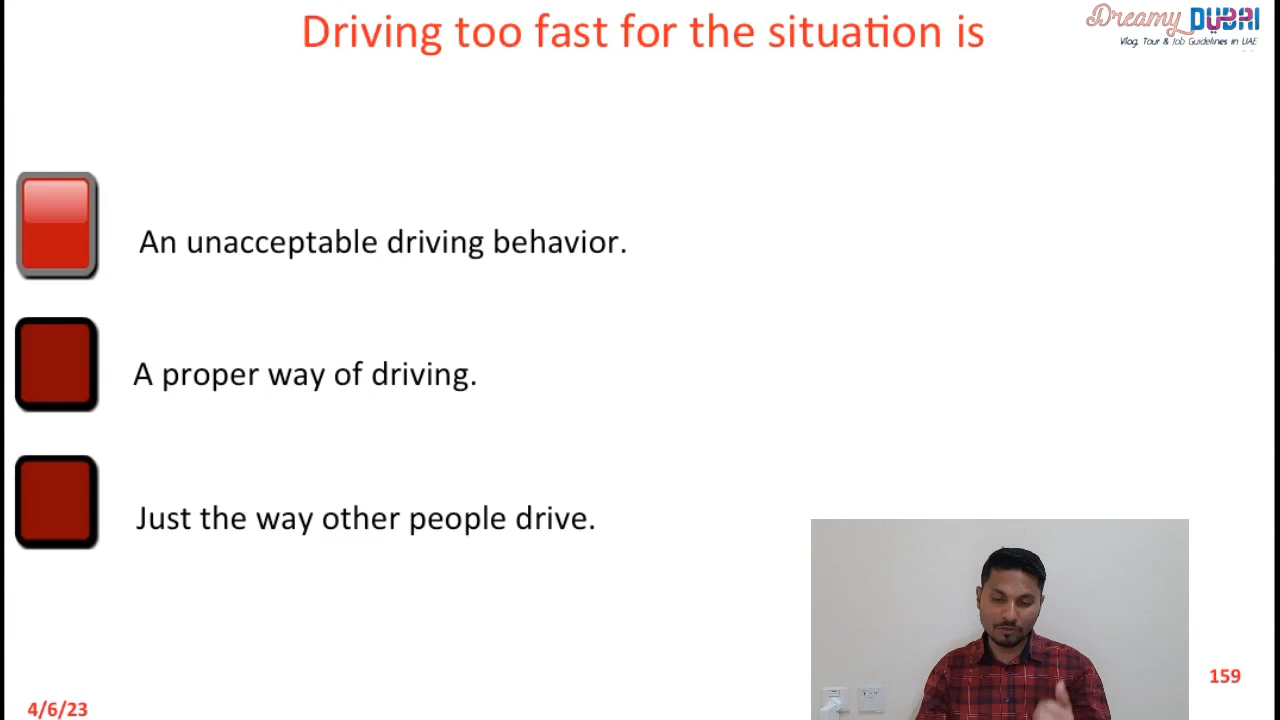 Driving too fast for the situation is
Dreamy DUBAI
Vlog, Tour & Job Guidelines in UAE
An unacceptable driving behavior.
A proper way of driving.
Just the way other people drive.
159
4/6/23